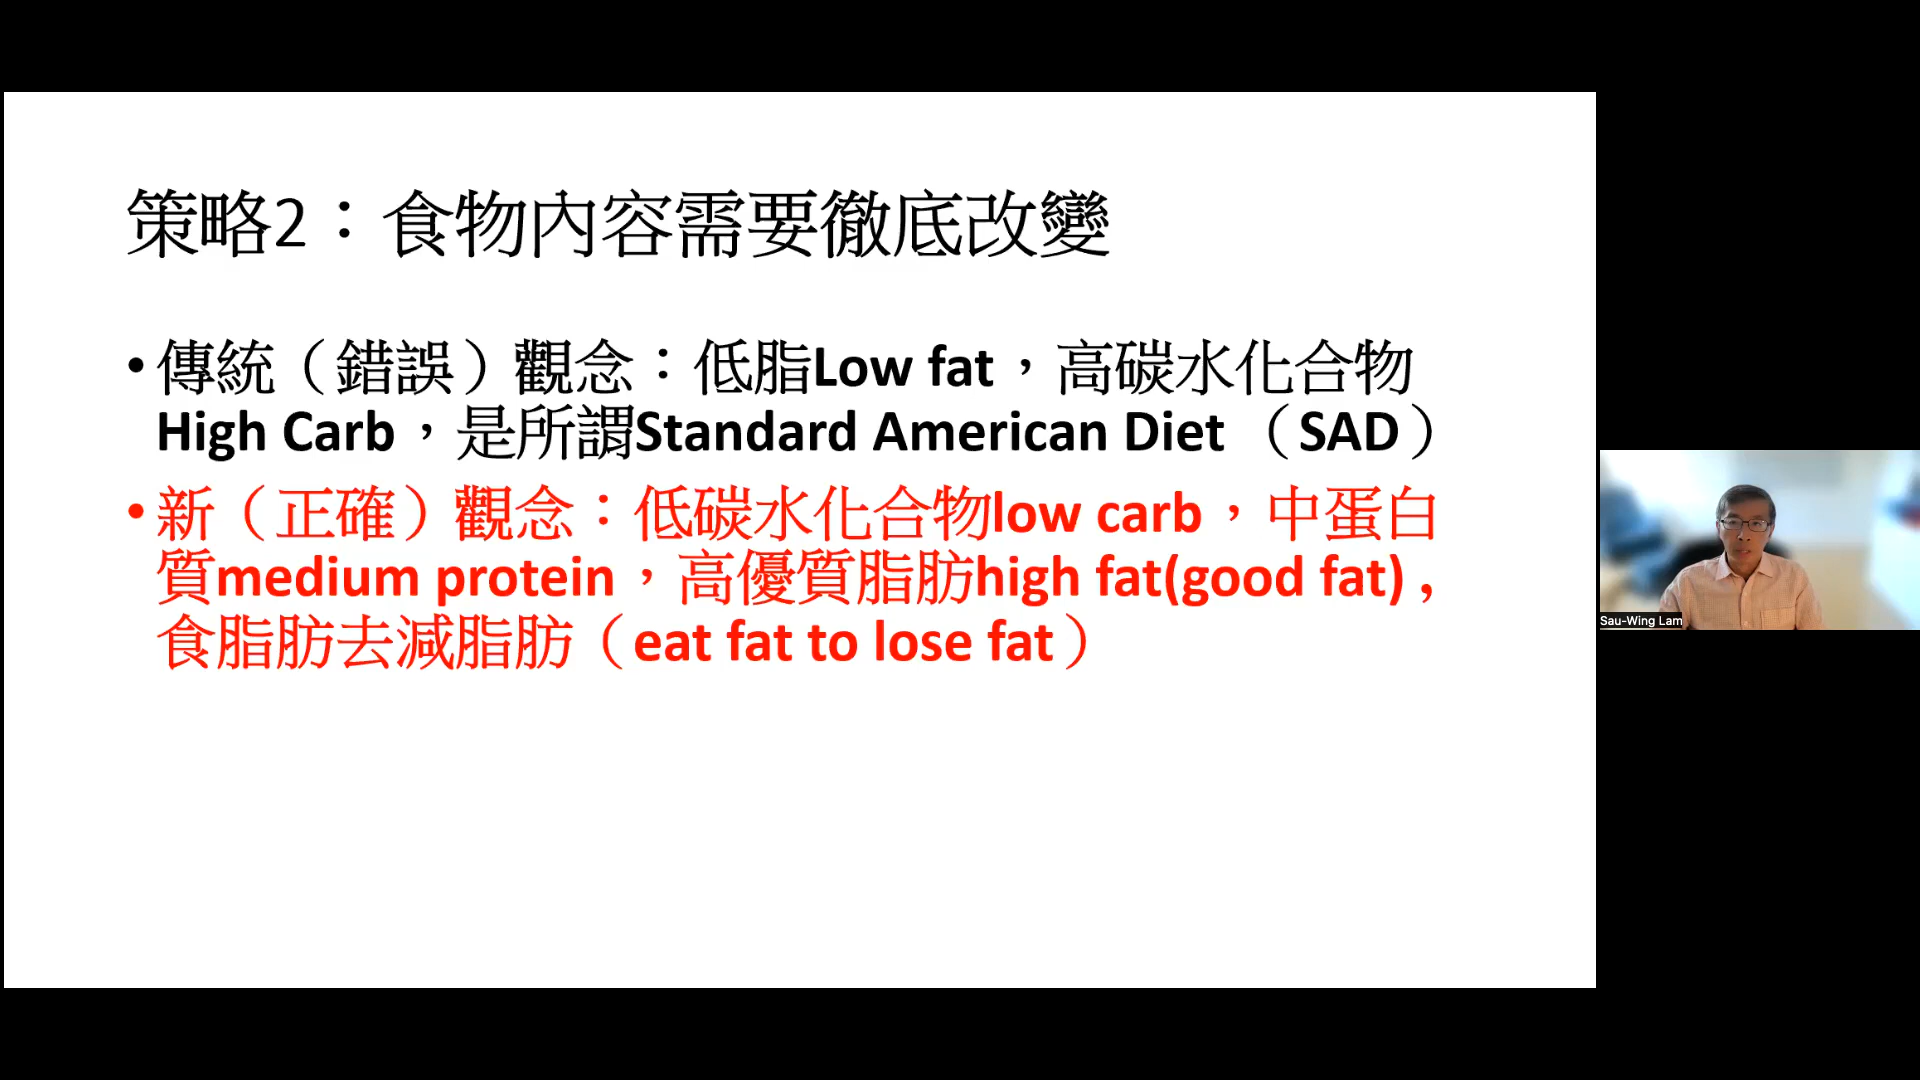 策略2：食物內容需要徹底改變
•傳統（錯誤）觀念：低脂Low fat，高碳水化合物
High Carb，是所謂Standard American Diet （SAD）
•新（正確）觀念：低碳水化合物low carb，中蛋白
質medium protein，高優質脂肪high fat(good fat) ,
食脂肪去減脂肪（eat fat to lose fat）
Sau-Wing Lam